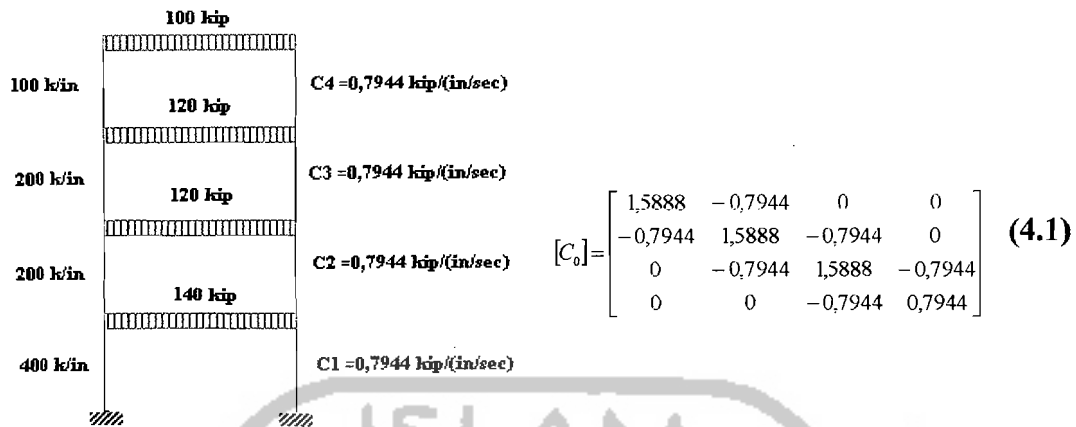 100 kip
100 k/in
C4 =0,7944 kip/(in/sec)
120 kip
200 k/in
C3 =0,7944 kip/(in/sec)
120 kip
200 k/in
C2 =0,7944 kip/(in/sec)
140 kip
400 k/in
C1 =0,7944 kip/(in/sec)
[C₀]=
1,5888 −0,7944 0 0
−0,7944 1,5888 −0,7944 0
0 −0,7944 1,5888 −0,7944
0 0 −0,7944 0,7944
(4.1)
ISLAM